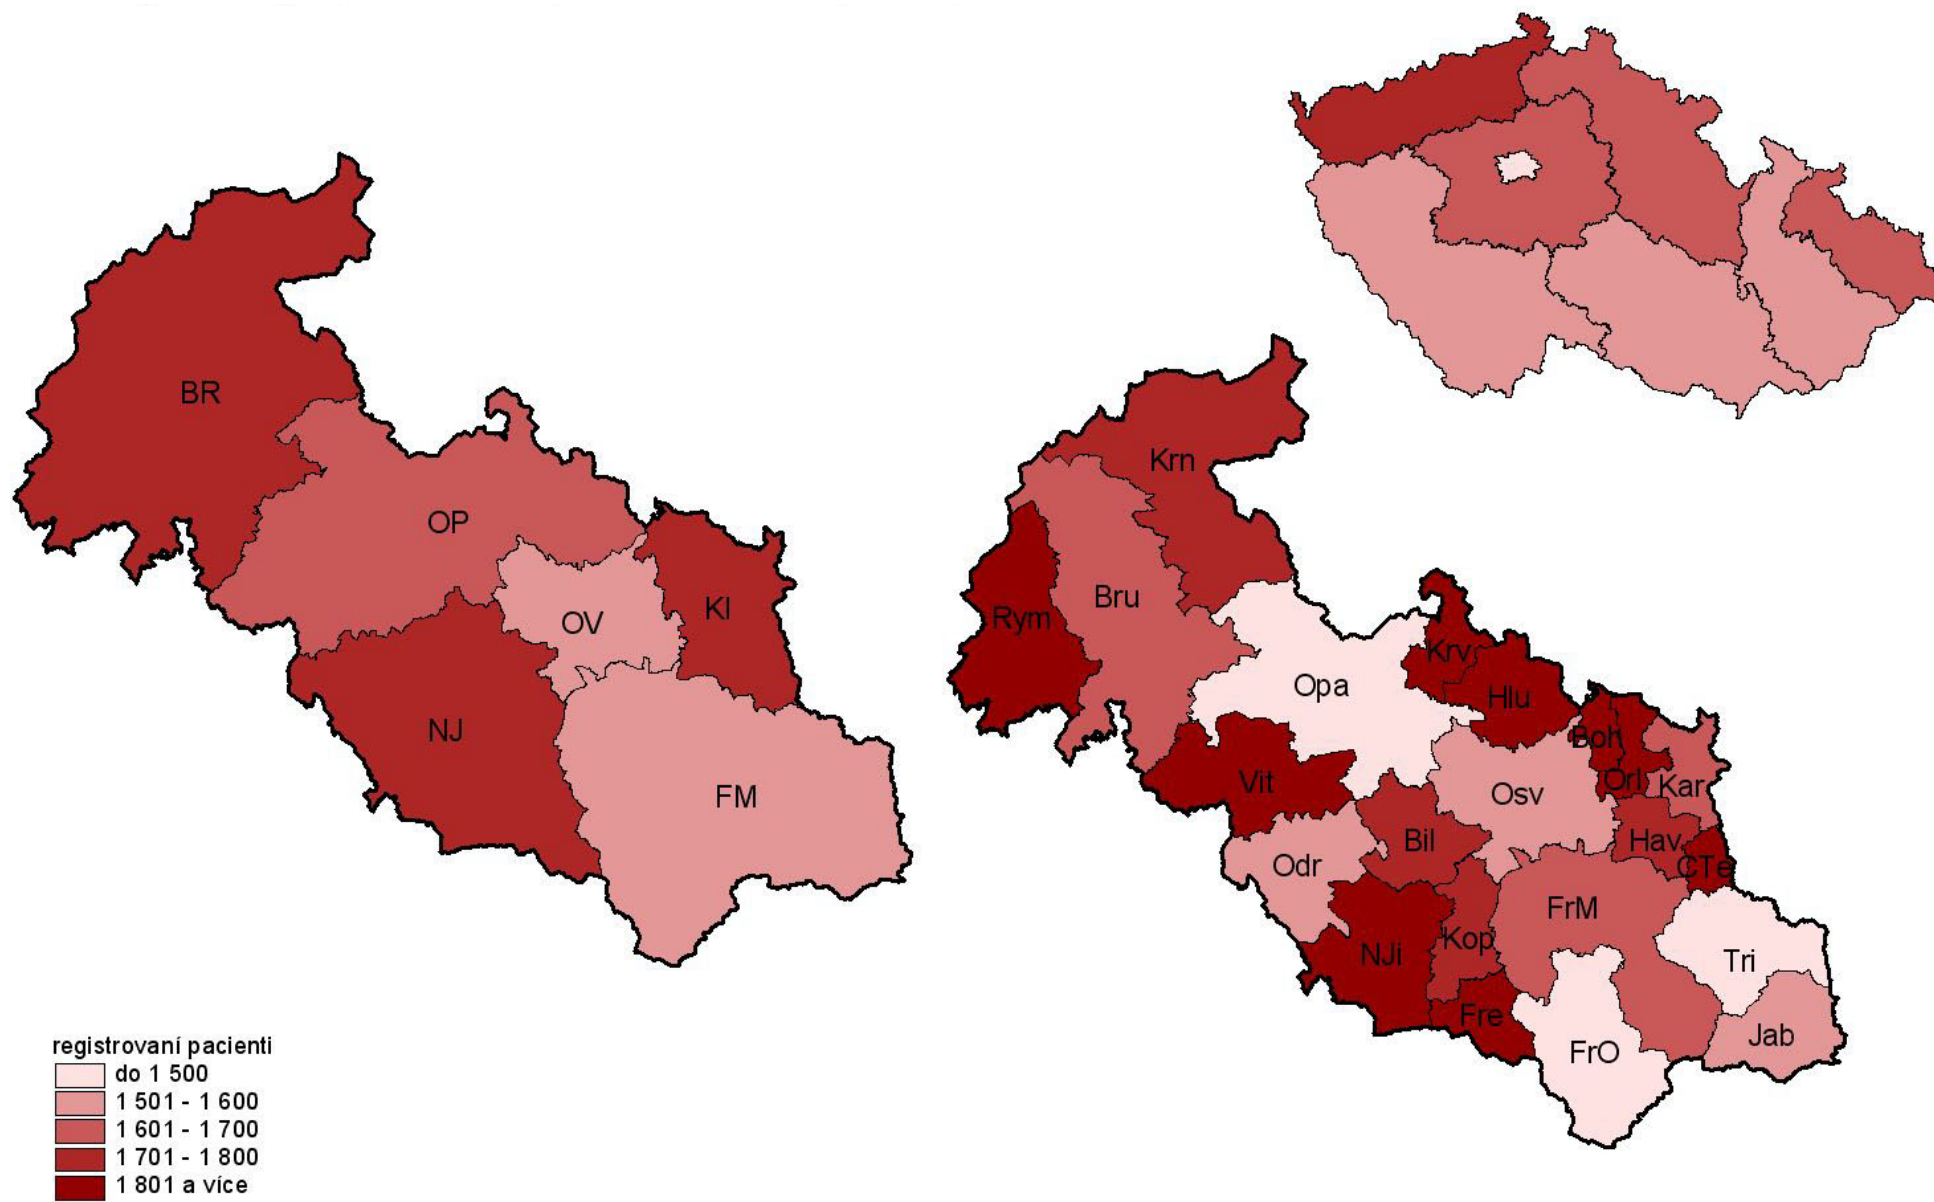 BR
OP
OV
KI
NJ
FM
Krn
Rym
Bru
Krv
Opa
Hlu
Boh
Orl
Kar
Vit
Osv
Bil
Hav
CTe
Odr
FrM
Kop
NJi
Tri
Fre
Jab
FrO
registrovaní pacienti
do 1 500
1 501 - 1 600
1 601 - 1 700
1 701 - 1 800
1 801 a více